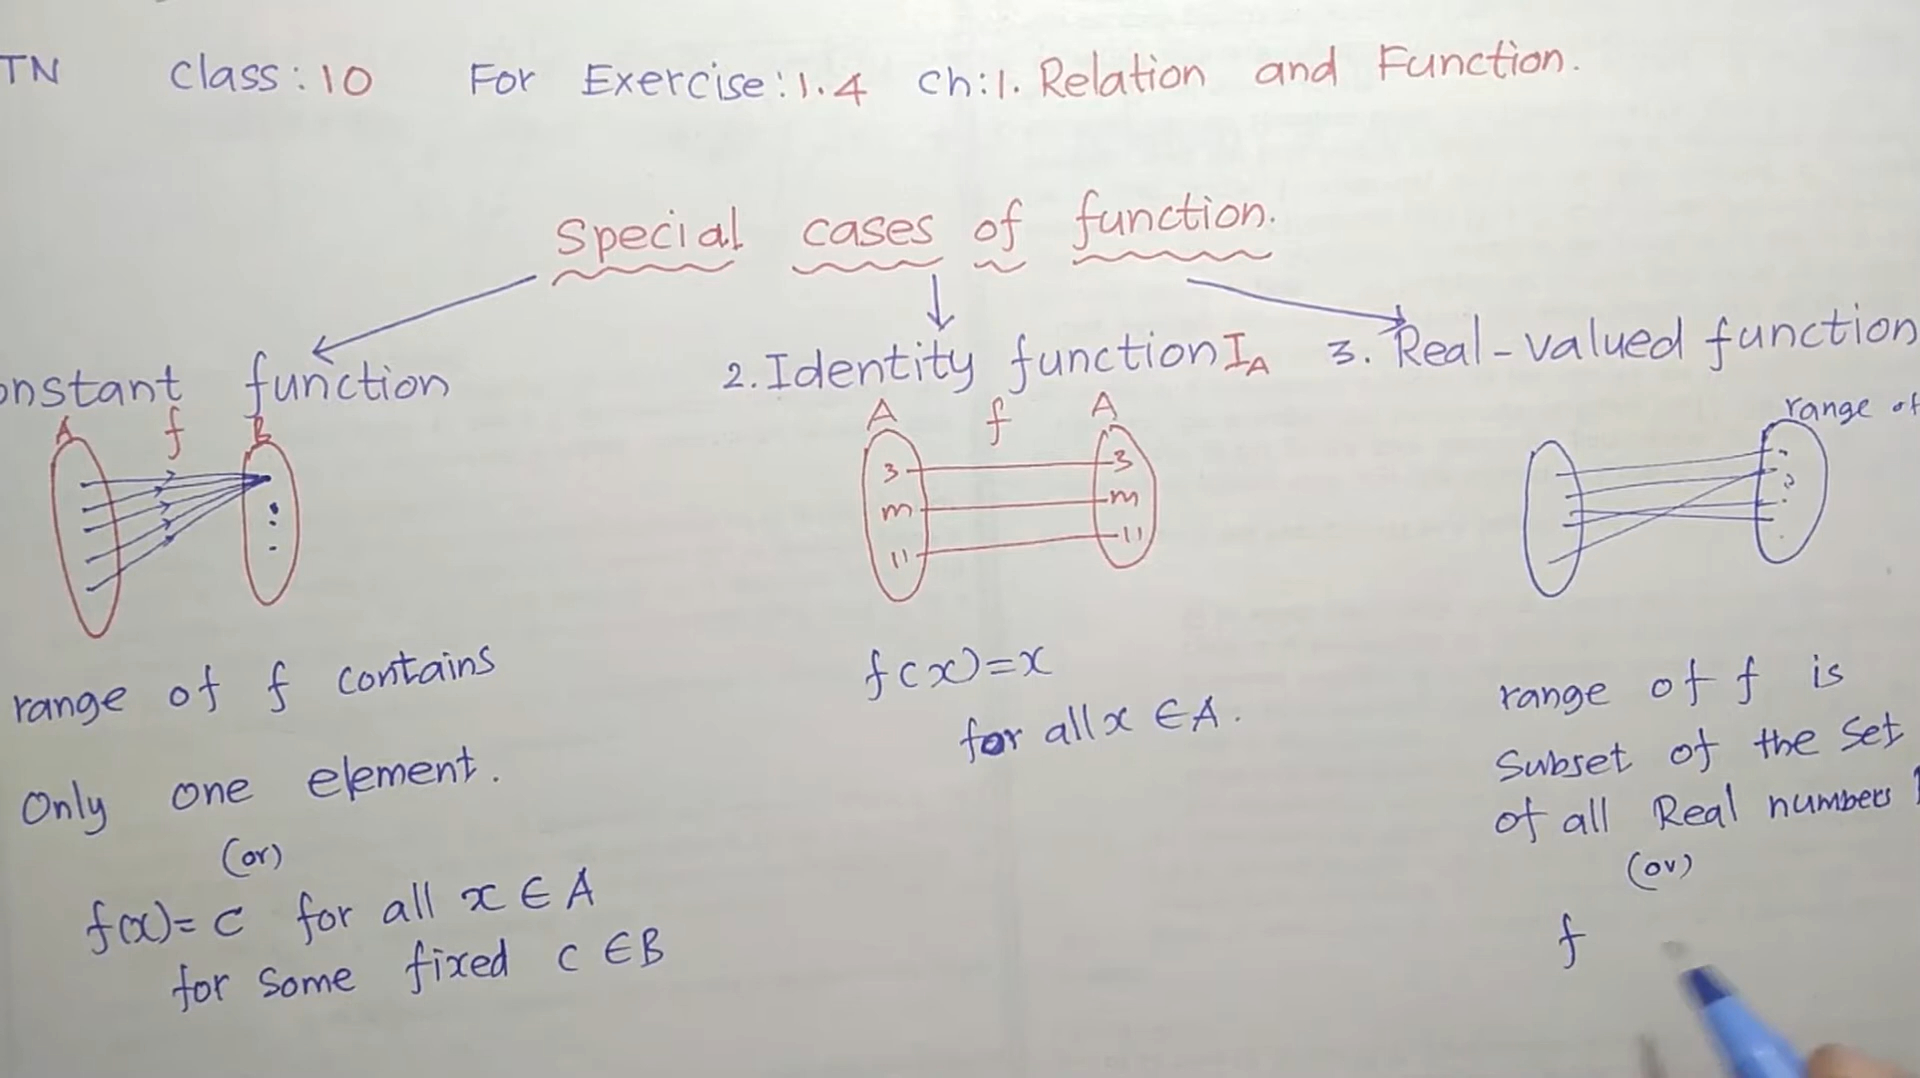 TN Class: 10 For Exercise: 1.4 Ch: 1. Relation and Function.
Special cases of function.
onstant function
A f B
range of f contains
Only one element.
(or)
f(x) = c for all x ∈ A
for some fixed c ∈ B
2. Identity function I_A
A f A
3 3
m m
11 11
f(x) = x
for all x ∈ A.
3. Real-valued function
range of
range of f is
Subset of the Set
of all Real numbers
(or)
f